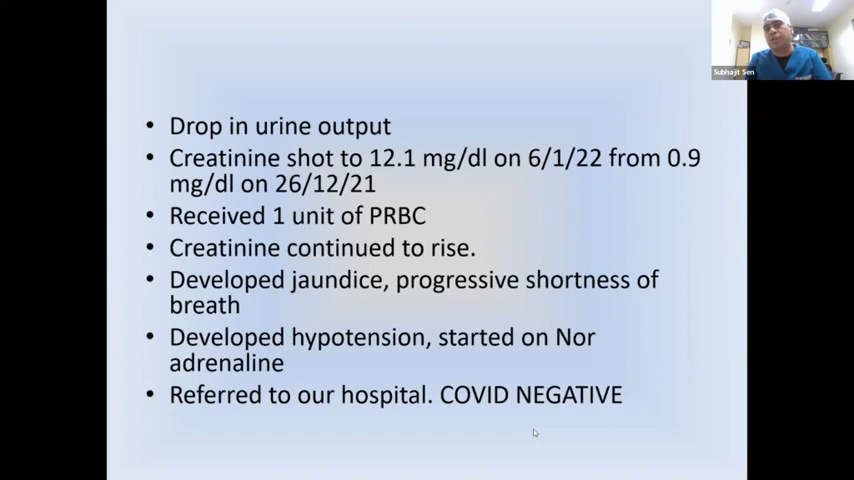 Subhajit Sen
• Drop in urine output
• Creatinine shot to 12.1 mg/dl on 6/1/22 from 0.9
mg/dl on 26/12/21
• Received 1 unit of PRBC
• Creatinine continued to rise.
• Developed jaundice, progressive shortness of
breath
• Developed hypotension, started on Nor
adrenaline
• Referred to our hospital. COVID NEGATIVE